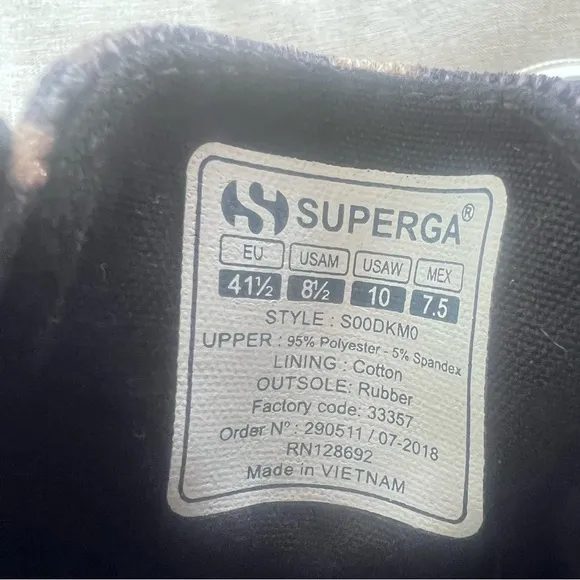 SUPERGA®
EU USAM USAW MEX
41½ 8½ 10 7.5
STYLE : S00DKM0
UPPER : 95% Polyester - 5% Spandex
LINING : Cotton
OUTSOLE: Rubber
Factory code: 33357
Order Nº : 290511 / 07-2018
RN128692
Made in VIETNAM